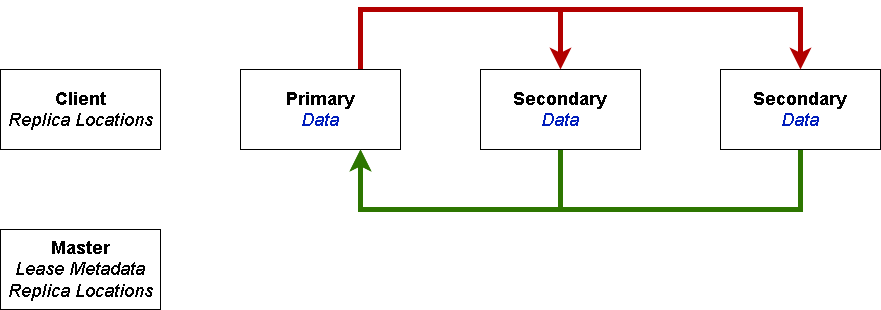 Client
Replica Locations
Primary
Data
Secondary
Data
Secondary
Data
Master
Lease Metadata
Replica Locations